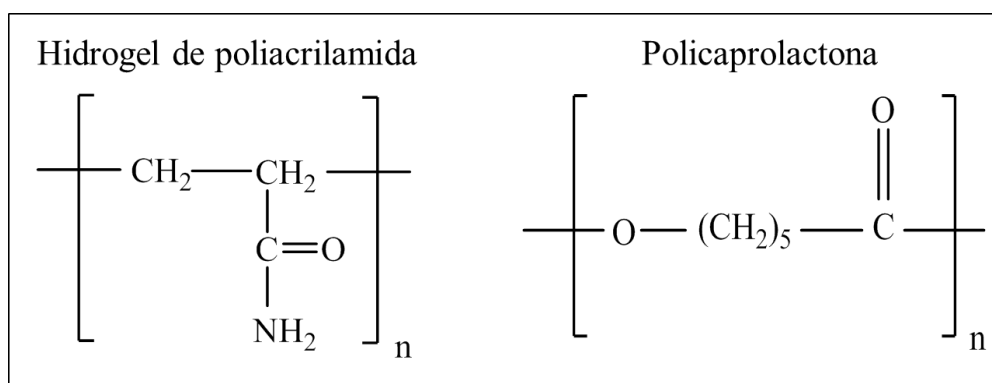 Hidrogel de poliacrilamida
CH₂ CH₂
C O
NH₂
n
Policaprolactona
O
O (CH₂)₅ C
n